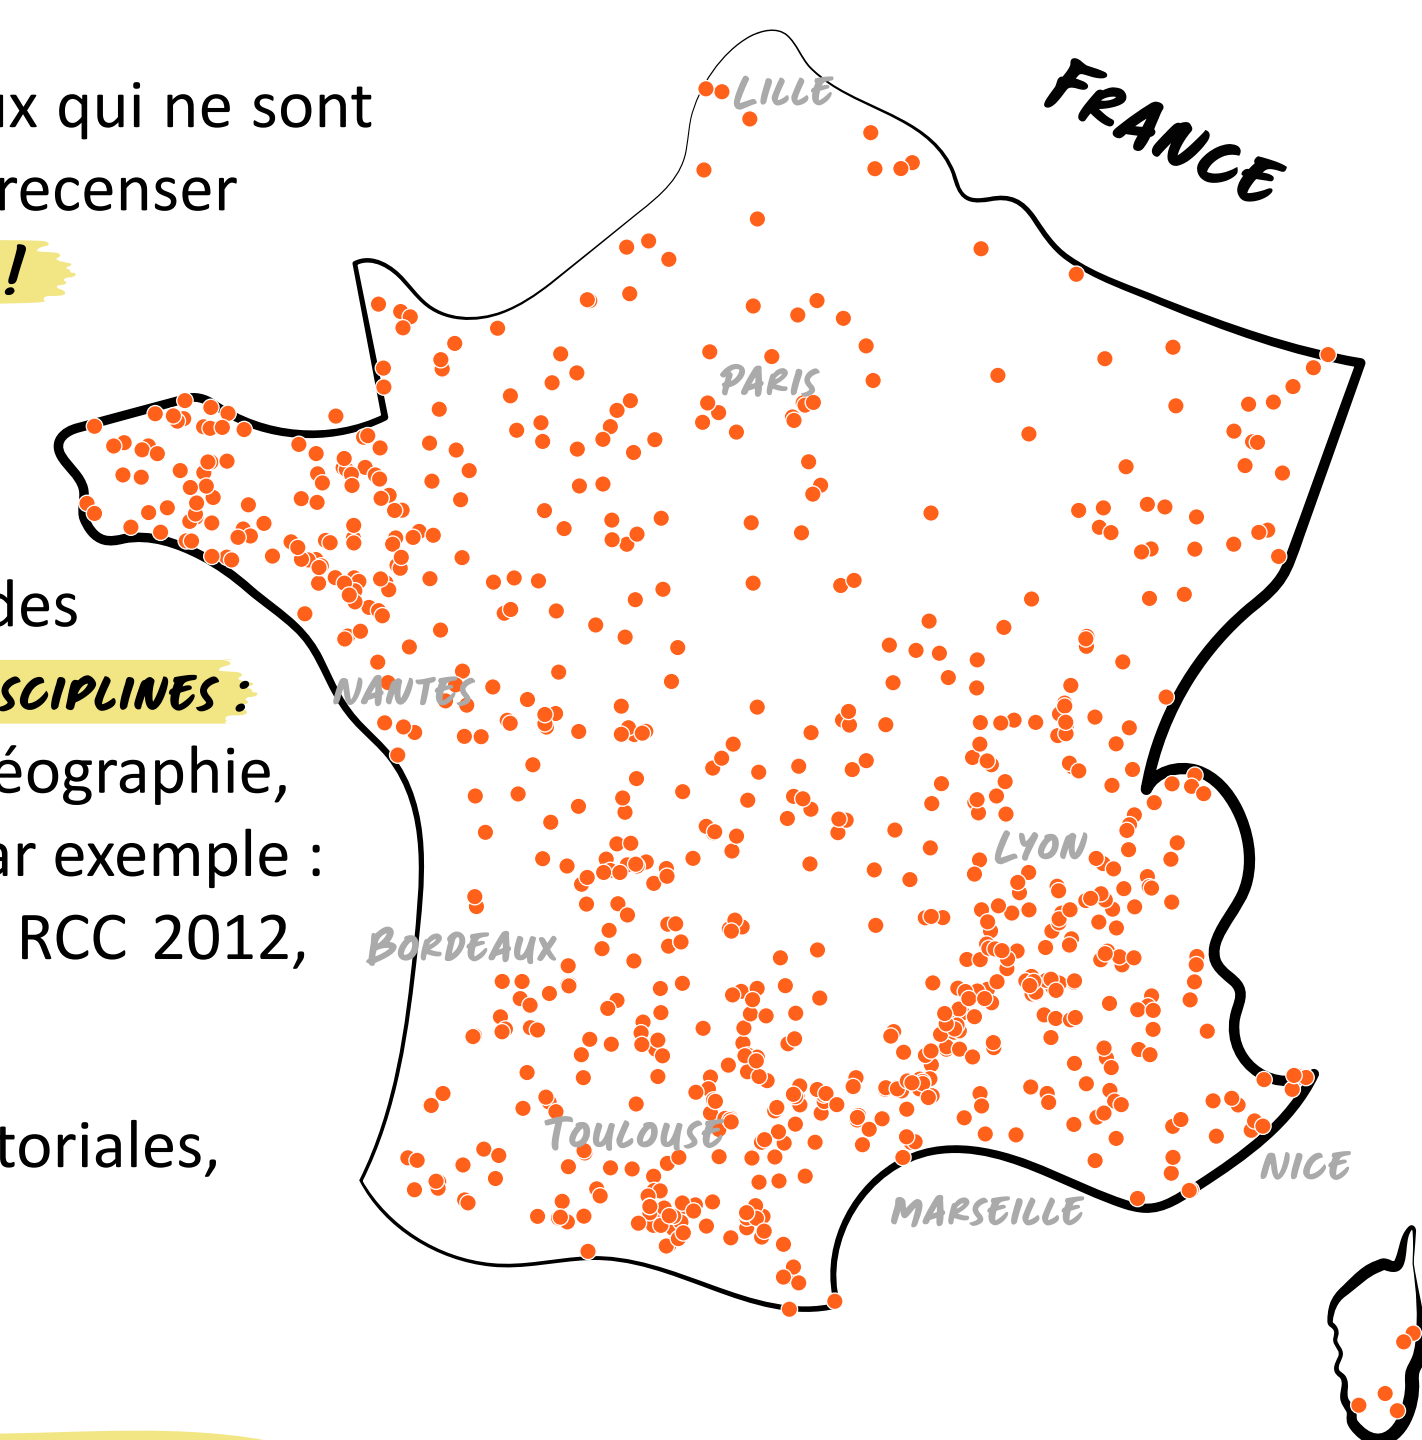 ux qui ne sont
recenser
!
des
SCIPLINES :
éographie,
ar exemple :
RCC 2012,
toriales,
FRANCE
LILLE
PARIS
NANTES
LYON
BORDEAUX
TOULOUSE
NICE
MARSEILLE